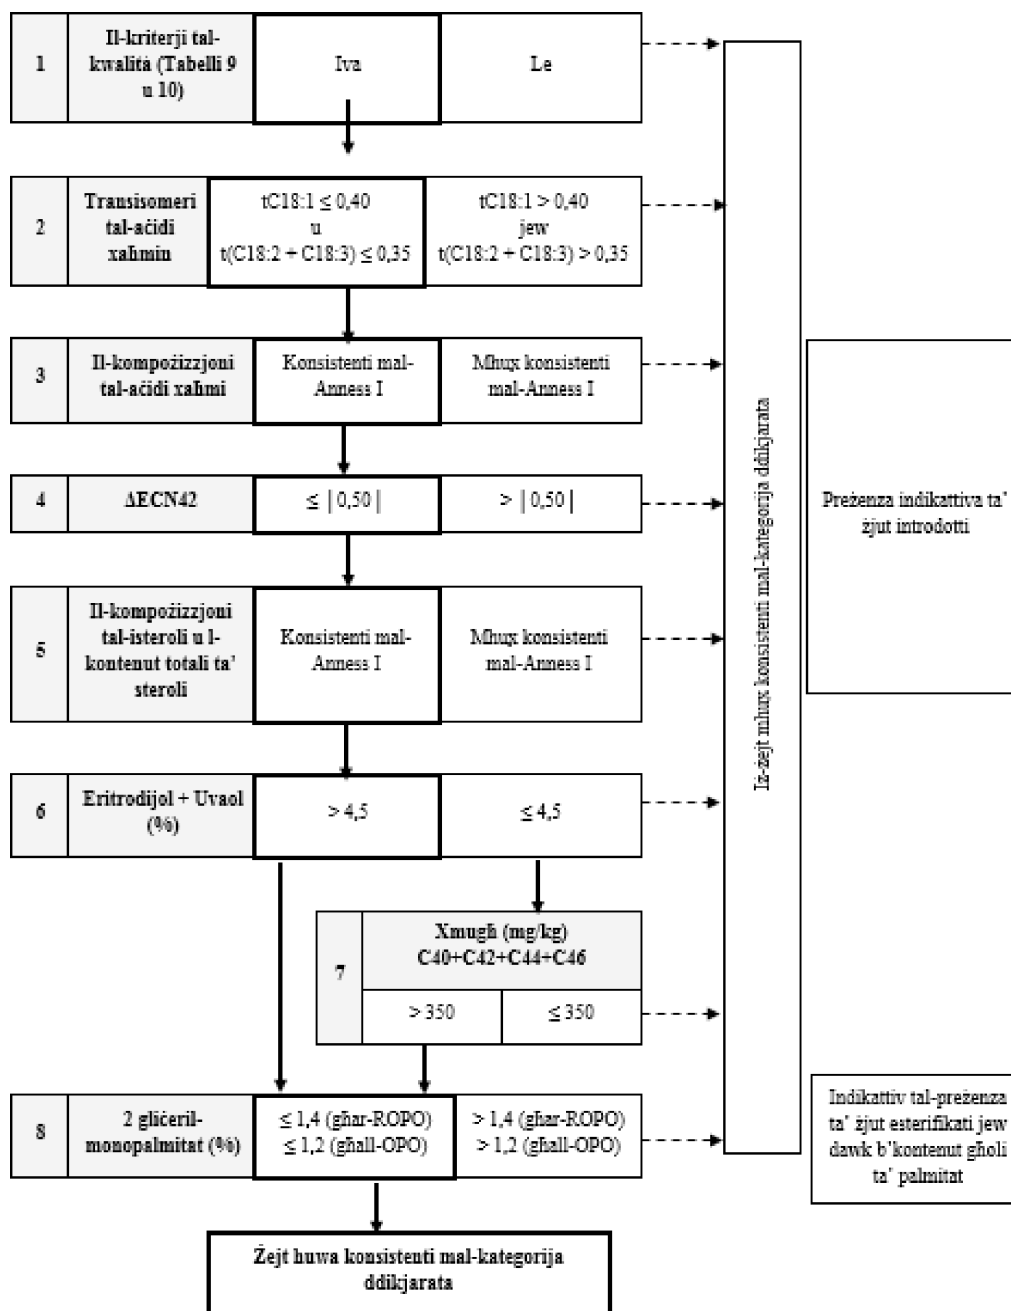 1
Il-kriterji tal-
kwalità (Tabelli 9
u 10)
Iva
Le
2
Transisomeri
tal-aċidi
xaħmin
tC18:1 ≤ 0,40
u
t(C18:2 + C18:3) ≤ 0,35
tC18:1 > 0,40
jew
t(C18:2 + C18:3) > 0,35
3
Il-kompożizzjoni
tal-aċidi xaħmi
Konsistenti mal-
Anness I
Mhux konsistenti
mal-Anness I
4
ΔECN42
≤ | 0,50 |
> | 0,50 |
5
Il-kompożizzjoni
tal-isteroli u l-
kontenut totali ta’
steroli
Konsistenti mal-
Anness I
Mhux konsistenti
mal-Anness I
6
Eritrodijol + Uvaol
(%)
> 4,5
≤ 4,5
7
Xmugħ (mg/kg)
C40+C42+C44+C46
> 350
≤ 350
8
2 gliċeril-
monopalmitat (%)
≤ 1,4 (għar-ROPO)
≤ 1,2 (għall-OPO)
> 1,4 (għar-ROPO)
> 1,2 (għall-OPO)
Żejt huwa konsistenti mal-kategorija
ddikjarata
Iż-żejt mhux konsistenti mal-kategorija ddikjarata
Preżenza indikattiva ta’
żjut introdotti
Indikattiv tal-preżenza
ta’ żjut esterifikati jew
dawk b’kontenut għoli
ta’ palmitat